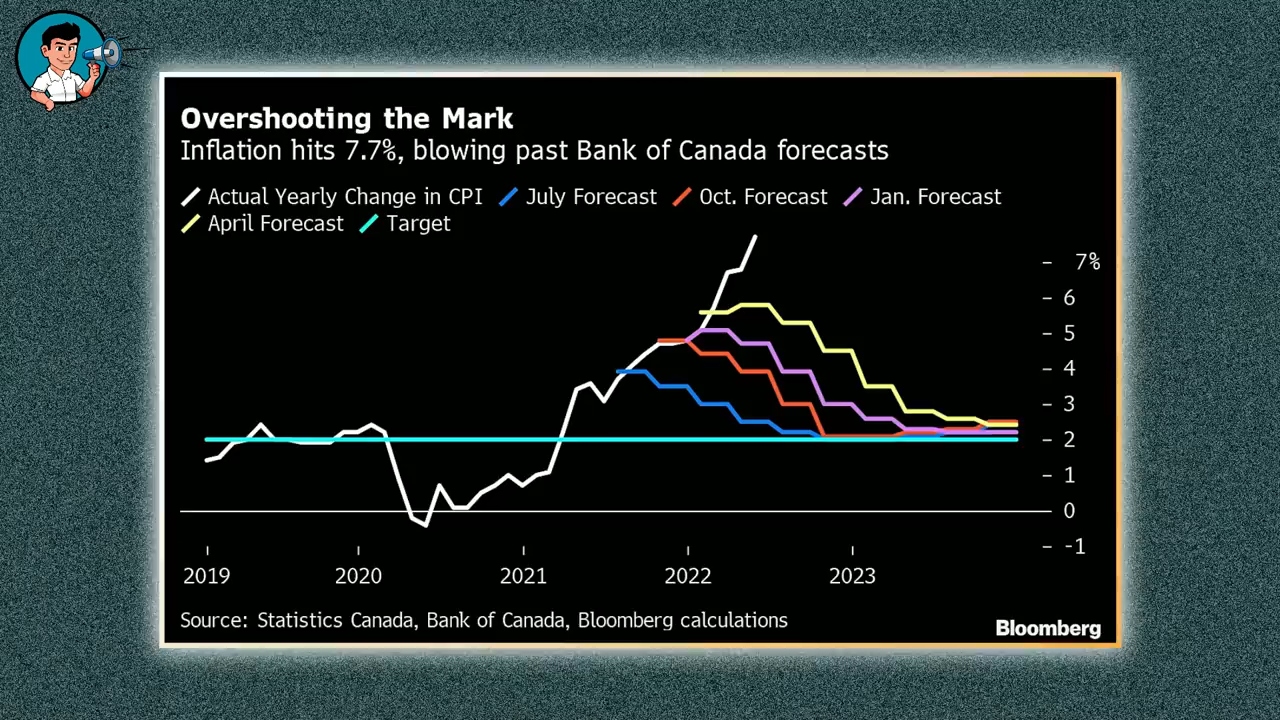 Overshooting the Mark
Inflation hits 7.7%, blowing past Bank of Canada forecasts
Actual Yearly Change in CPI July Forecast Oct. Forecast Jan. Forecast
April Forecast Target
7%
6
5
4
3
2
1
0
-1
2019 2020 2021 2022 2023
Source: Statistics Canada, Bank of Canada, Bloomberg calculations
Bloomberg